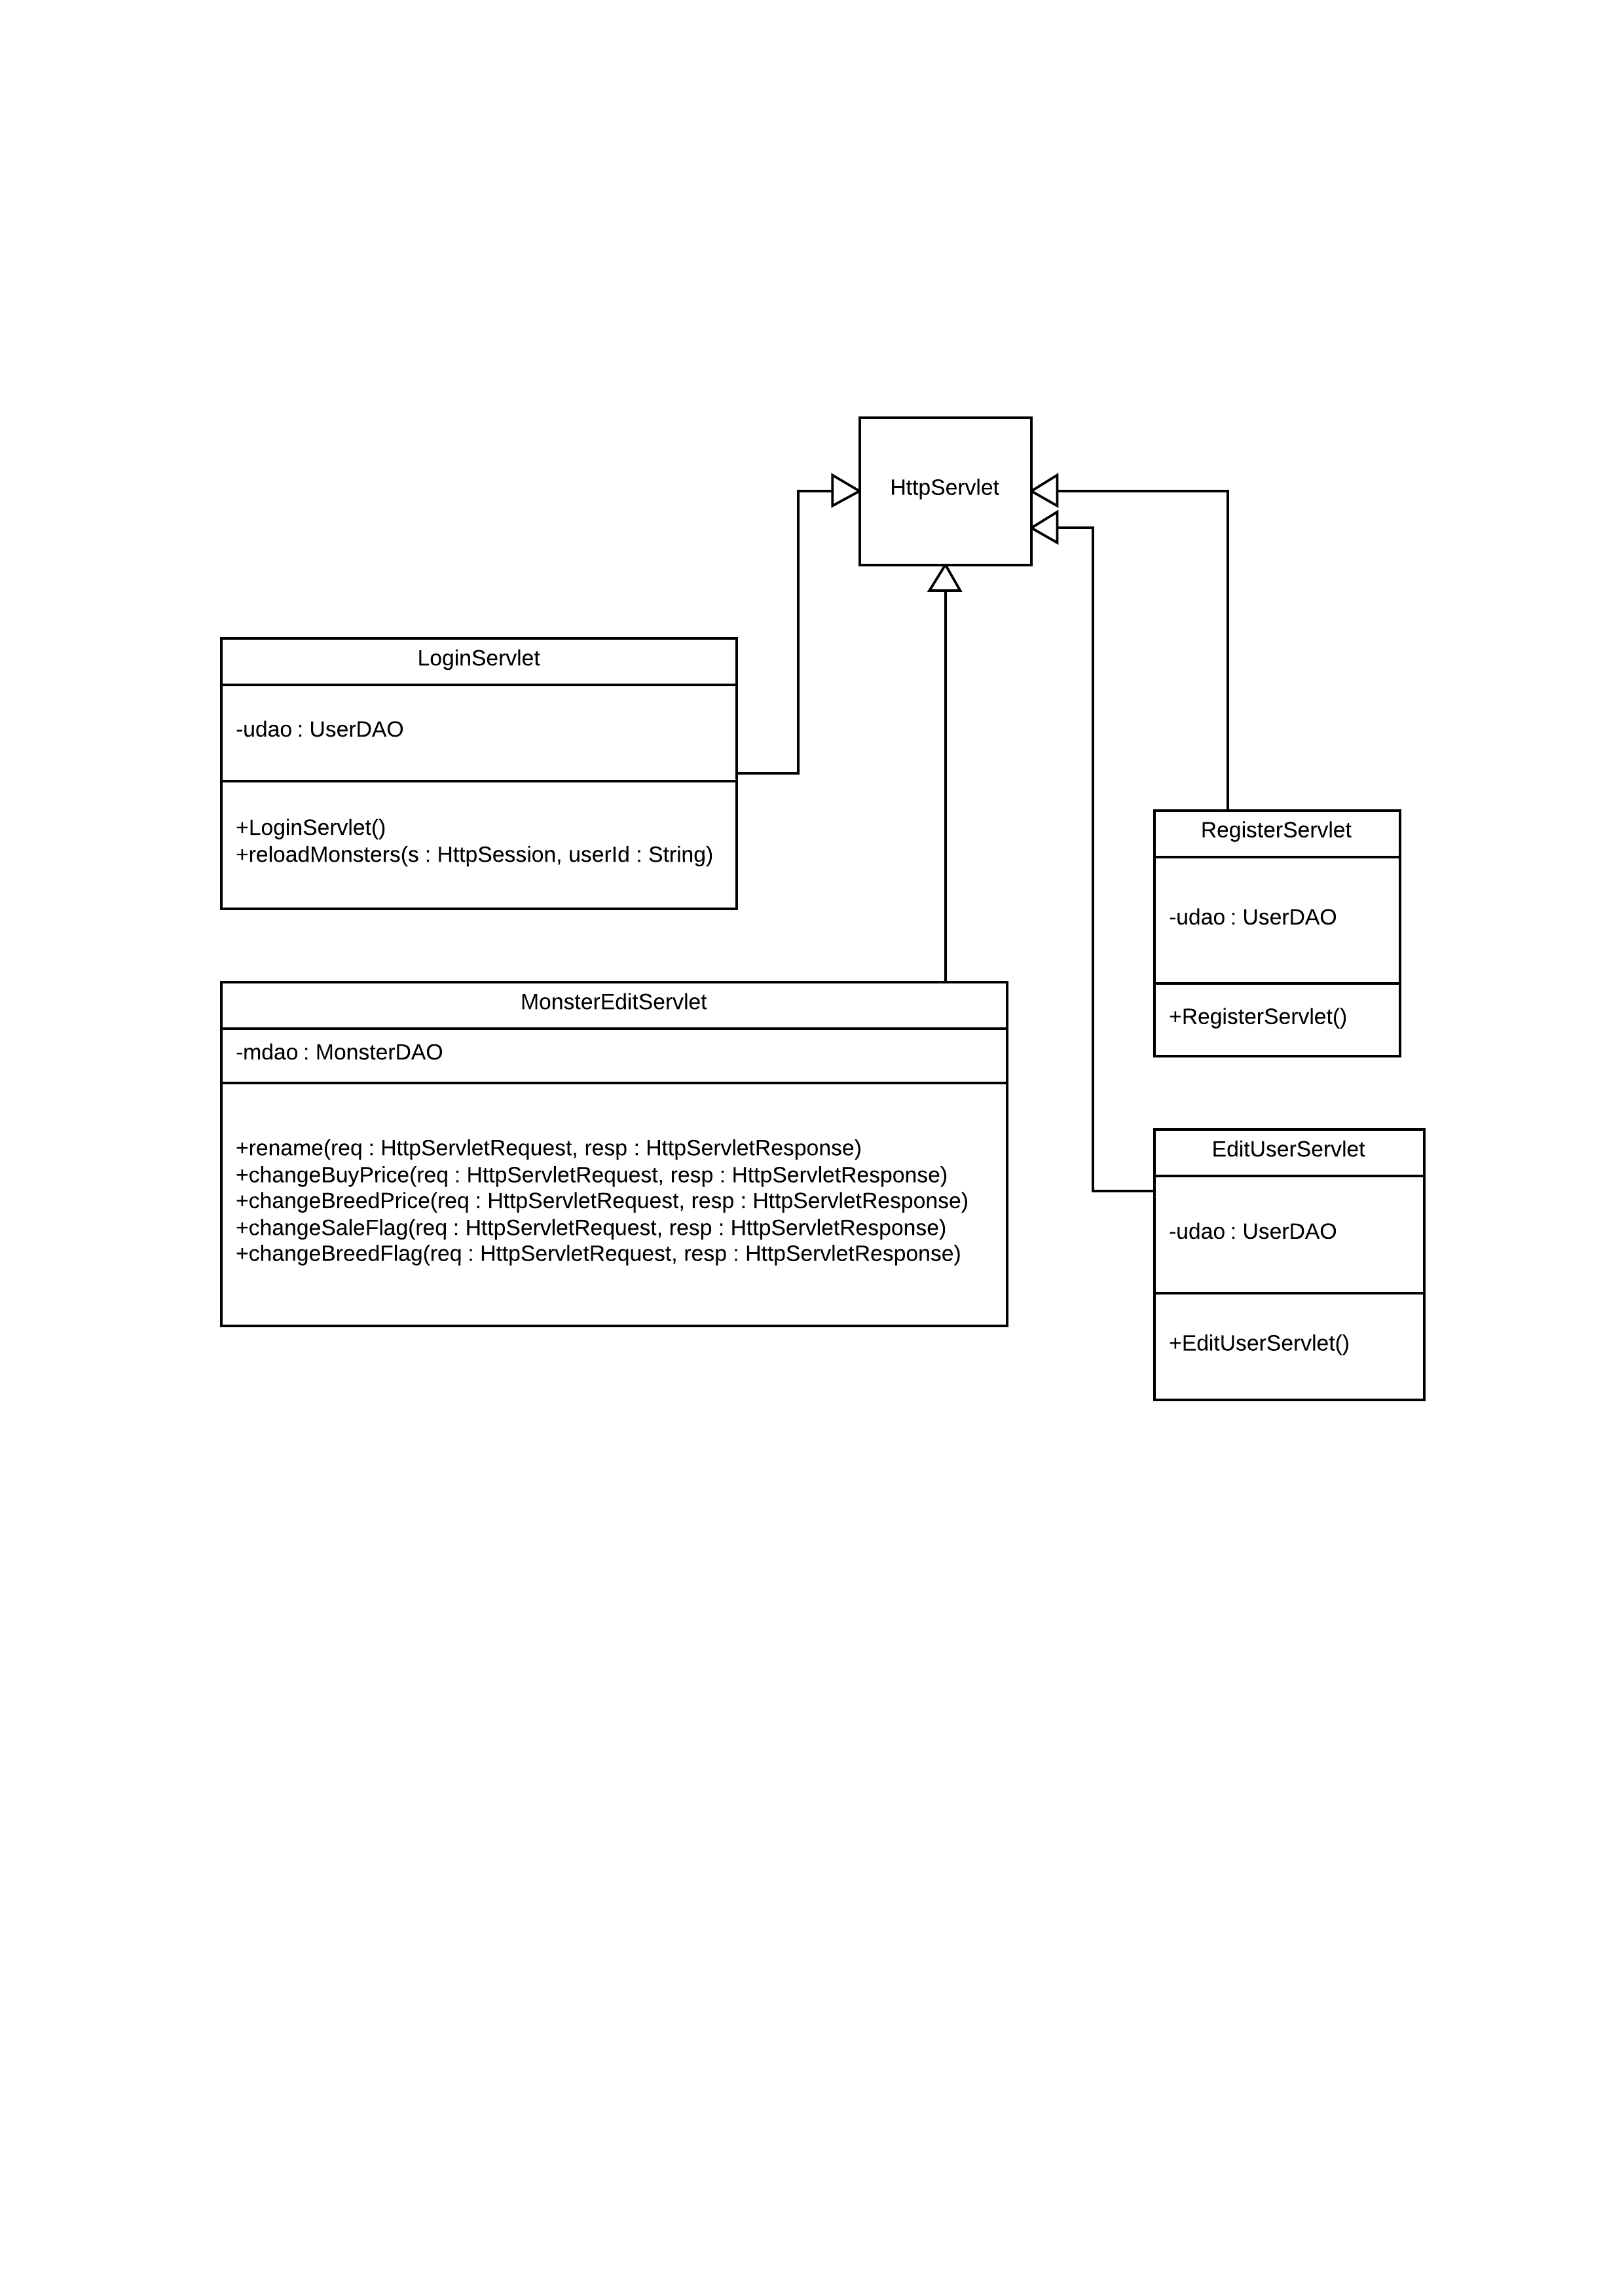 HttpServlet
LoginServlet
-udao : UserDAO
+LoginServlet()
+reloadMonsters(s : HttpSession, userId : String)
MonsterEditServlet
-mdao : MonsterDAO
+rename(req : HttpServletRequest, resp : HttpServletResponse)
+changeBuyPrice(req : HttpServletRequest, resp : HttpServletResponse)
+changeBreedPrice(req : HttpServletRequest, resp : HttpServletResponse)
+changeSaleFlag(req : HttpServletRequest, resp : HttpServletResponse)
+changeBreedFlag(req : HttpServletRequest, resp : HttpServletResponse)
RegisterServlet
-udao : UserDAO
+RegisterServlet()
EditUserServlet
-udao : UserDAO
+EditUserServlet()